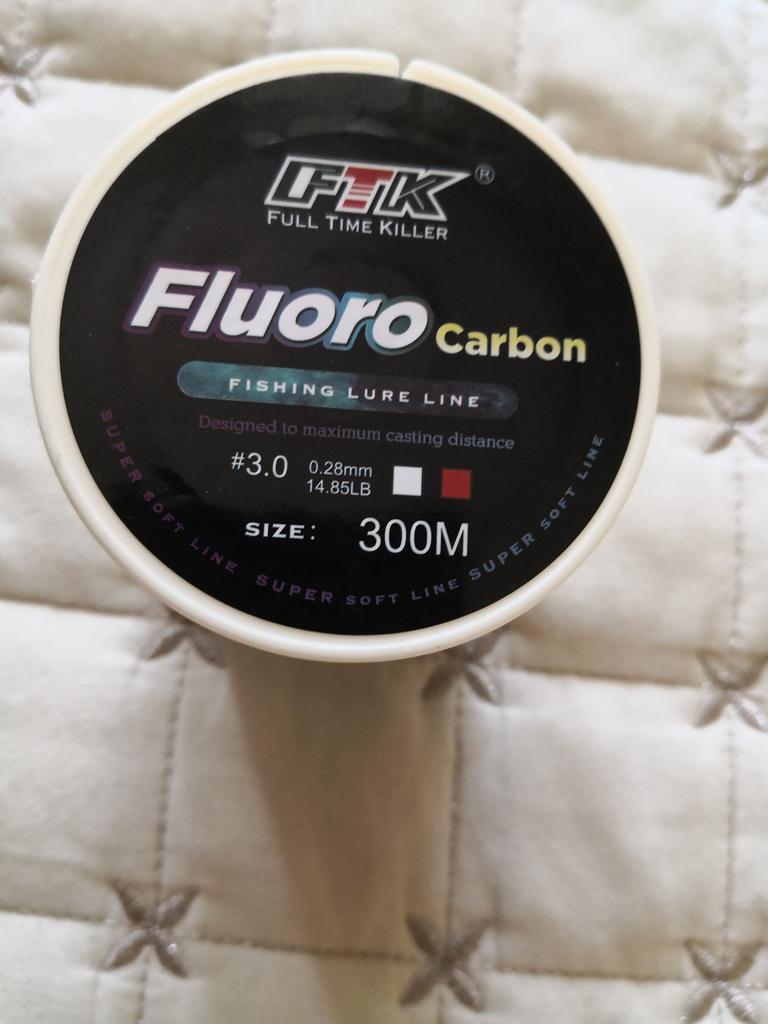 FTK®
FULL TIME KILLER
Fluoro Carbon
FISHING LURE LINE
Designed to maximum casting distance
#3.0 0.28mm
14.85LB
SIZE: 300M
SUPER SOFT LINE SUPER SOFT LINE SUPER SOFT LINE